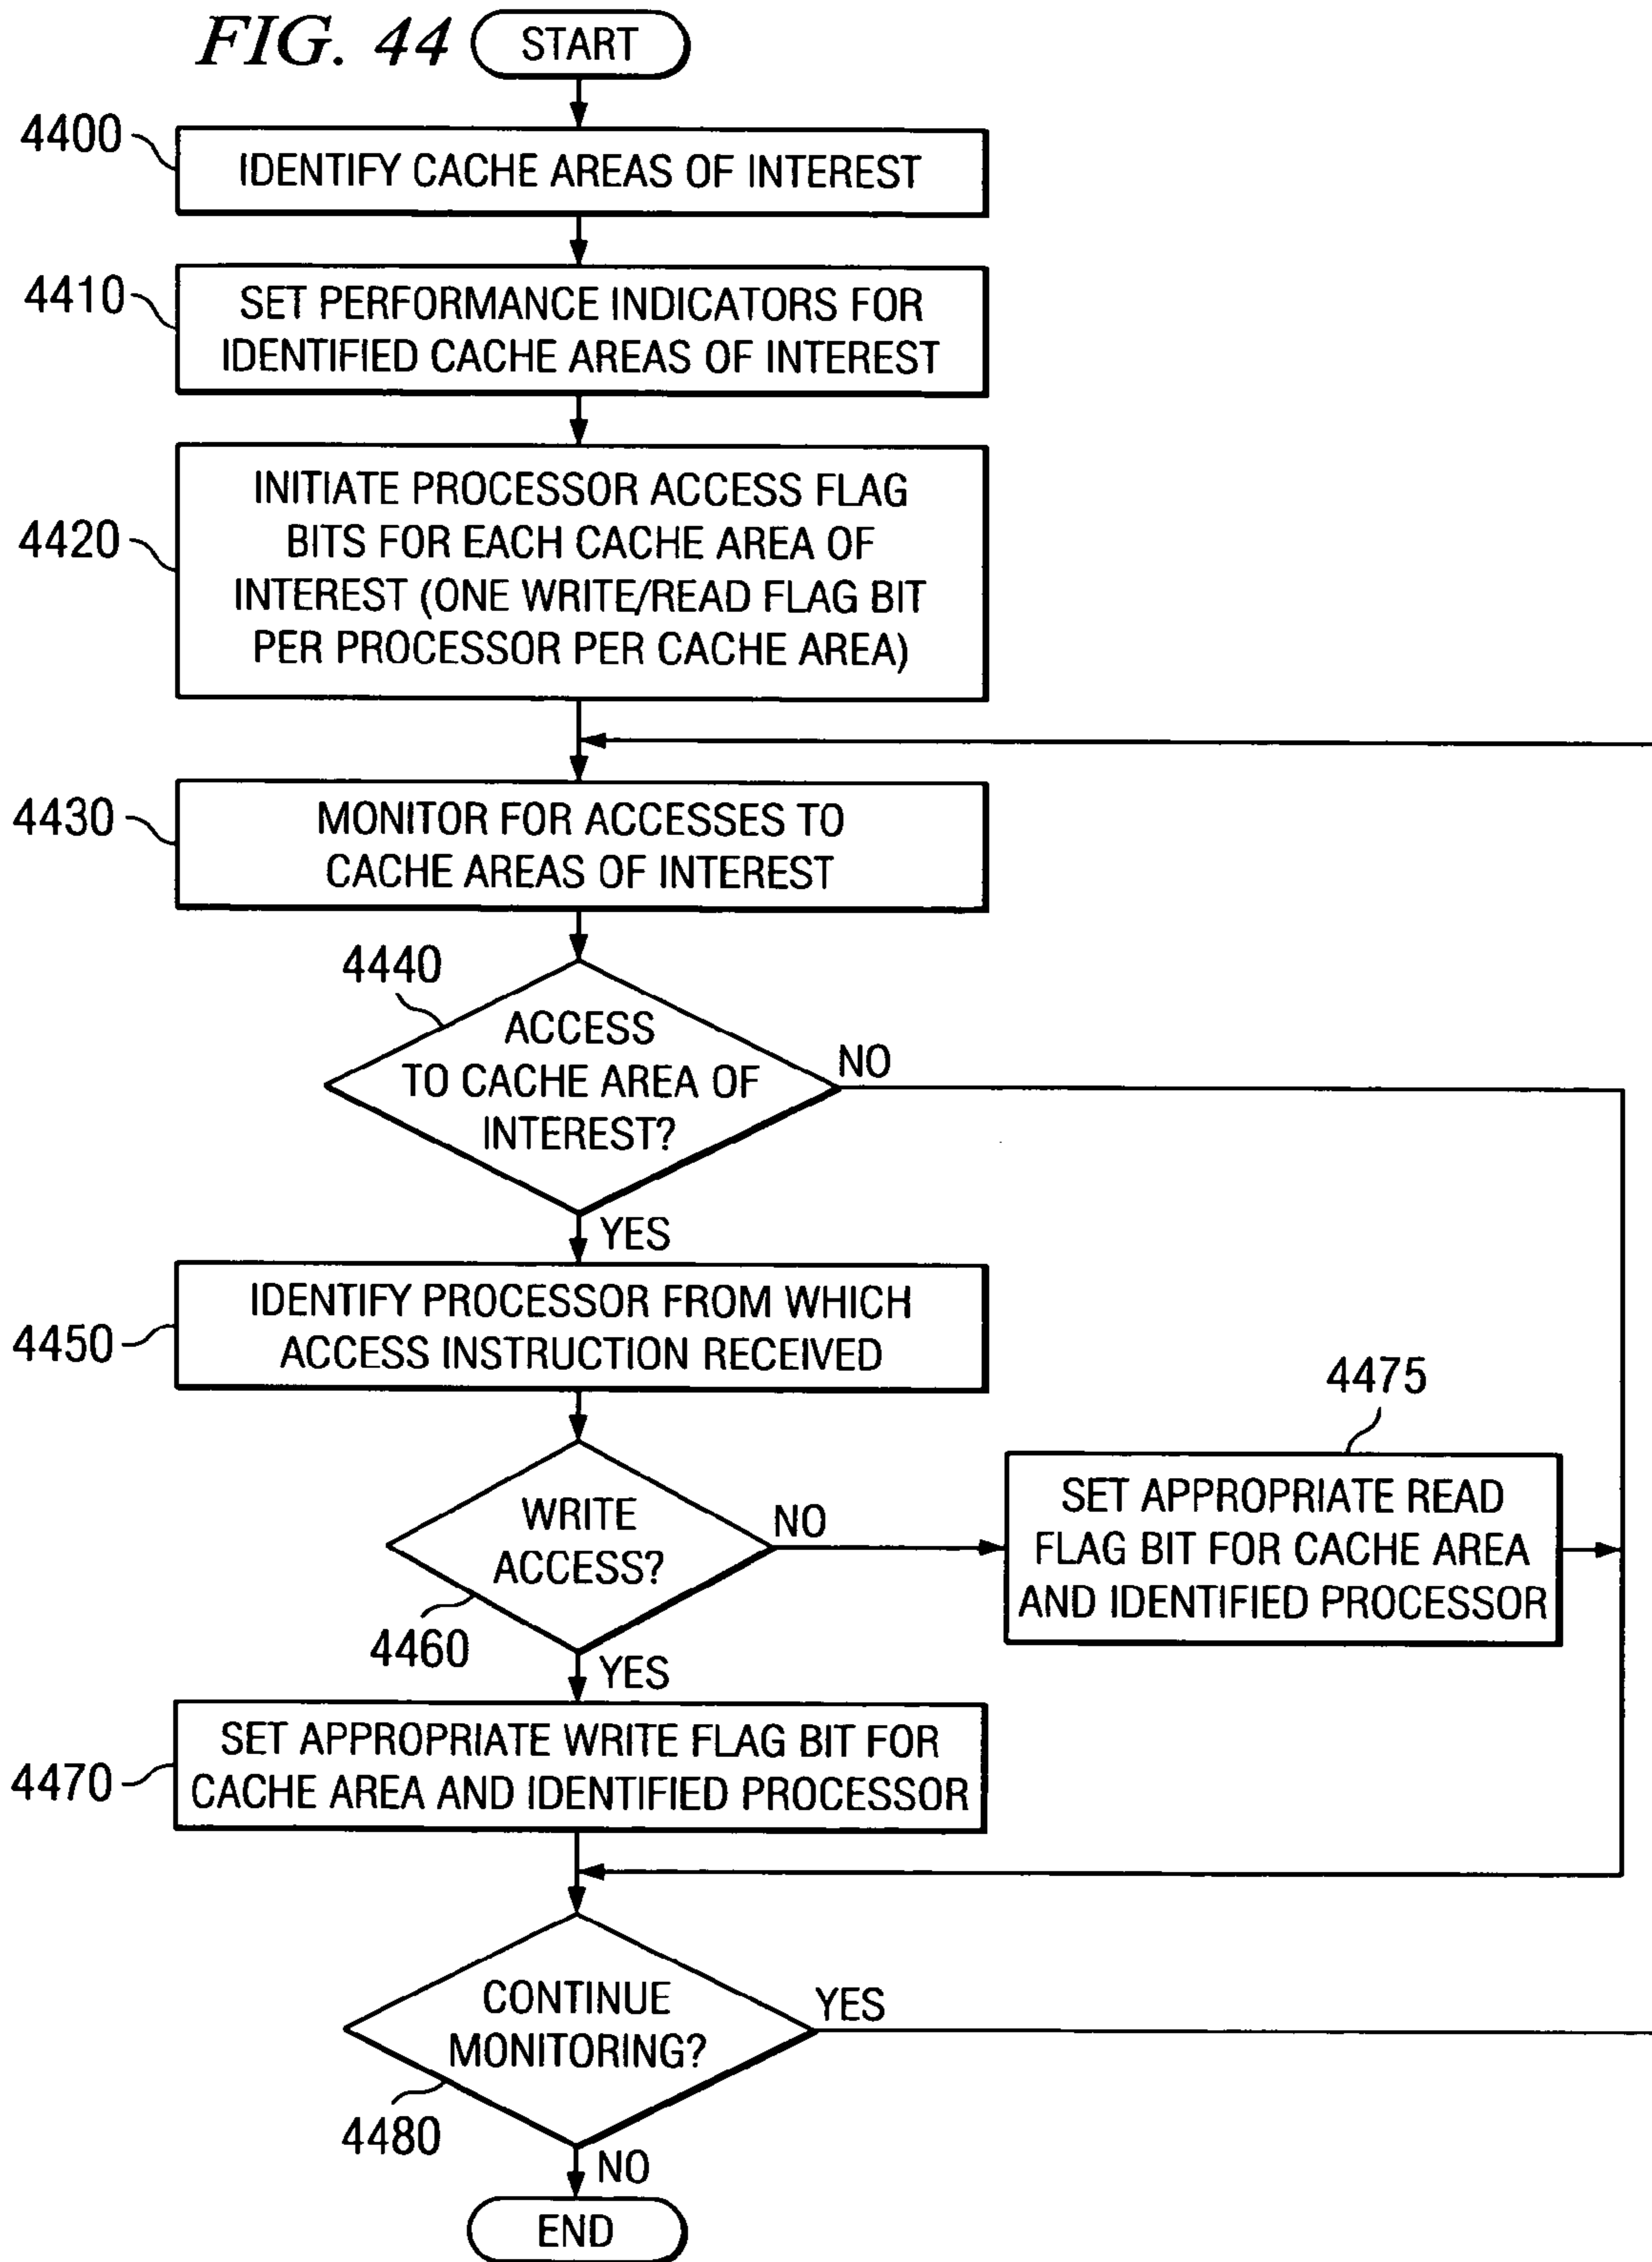 FIG. 44
START
4400
IDENTIFY CACHE AREAS OF INTEREST
4410
SET PERFORMANCE INDICATORS FOR
IDENTIFIED CACHE AREAS OF INTEREST
4420
INITIATE PROCESSOR ACCESS FLAG
BITS FOR EACH CACHE AREA OF
INTEREST (ONE WRITE/READ FLAG BIT
PER PROCESSOR PER CACHE AREA)
4430
MONITOR FOR ACCESSES TO
CACHE AREAS OF INTEREST
4440
ACCESS
TO CACHE AREA OF
INTEREST?
NO
YES
4450
IDENTIFY PROCESSOR FROM WHICH
ACCESS INSTRUCTION RECEIVED
4460
WRITE
ACCESS?
NO
4475
SET APPROPRIATE READ
FLAG BIT FOR CACHE AREA
AND IDENTIFIED PROCESSOR
YES
4470
SET APPROPRIATE WRITE FLAG BIT FOR
CACHE AREA AND IDENTIFIED PROCESSOR
CONTINUE
MONITORING?
YES
4480
NO
END